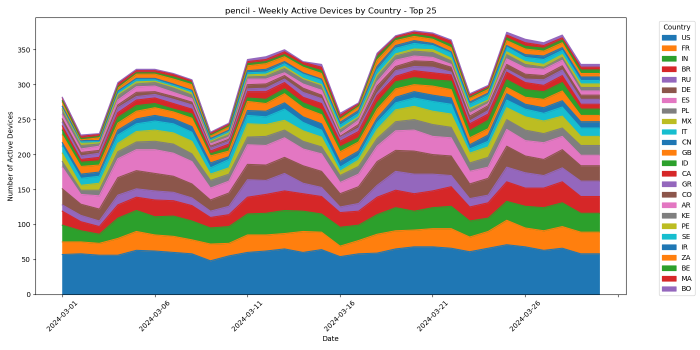 pencil - Weekly Active Devices by Country - Top 25
Number of Active Devices
350
300
250
200
150
100
50
0
2024-03-01
2024-03-06
2024-03-11
2024-03-16
2024-03-21
2024-03-26
Date
Country
US
FR
IN
BR
RU
DE
ES
PL
MX
IT
CN
GB
ID
CA
GR
CO
AR
KE
PE
SE
IR
ZA
BE
MA
BO